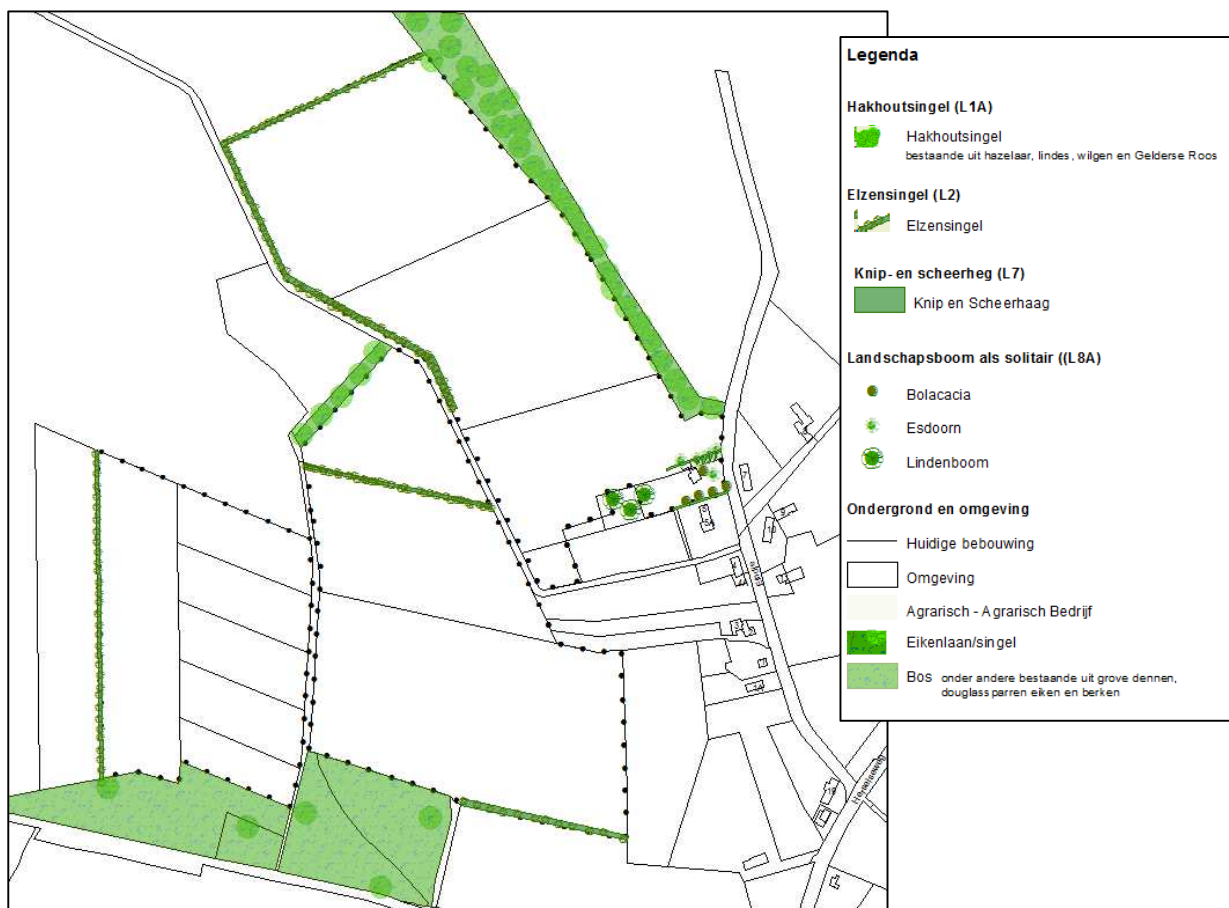 Legenda
Hakhoutsingel (L1A)
Hakhoutsingel
bestaande uit hazelaar, lindes, wilgen en Gelderse Roos
Elzensingel (L2)
Elzensingel
Knip- en scheerheg (L7)
Knip en Scheerhaag
Landschapsboom als solitair ((L8A)
Bolacacia
Esdoorn
Lindenboom
Ondergrond en omgeving
Huidige bebouwing
Omgeving
Agrarisch - Agrarisch Bedrijf
Eikenlaan/singel
Bos onder andere bestaande uit grove dennen,
douglass parren eiken en berken